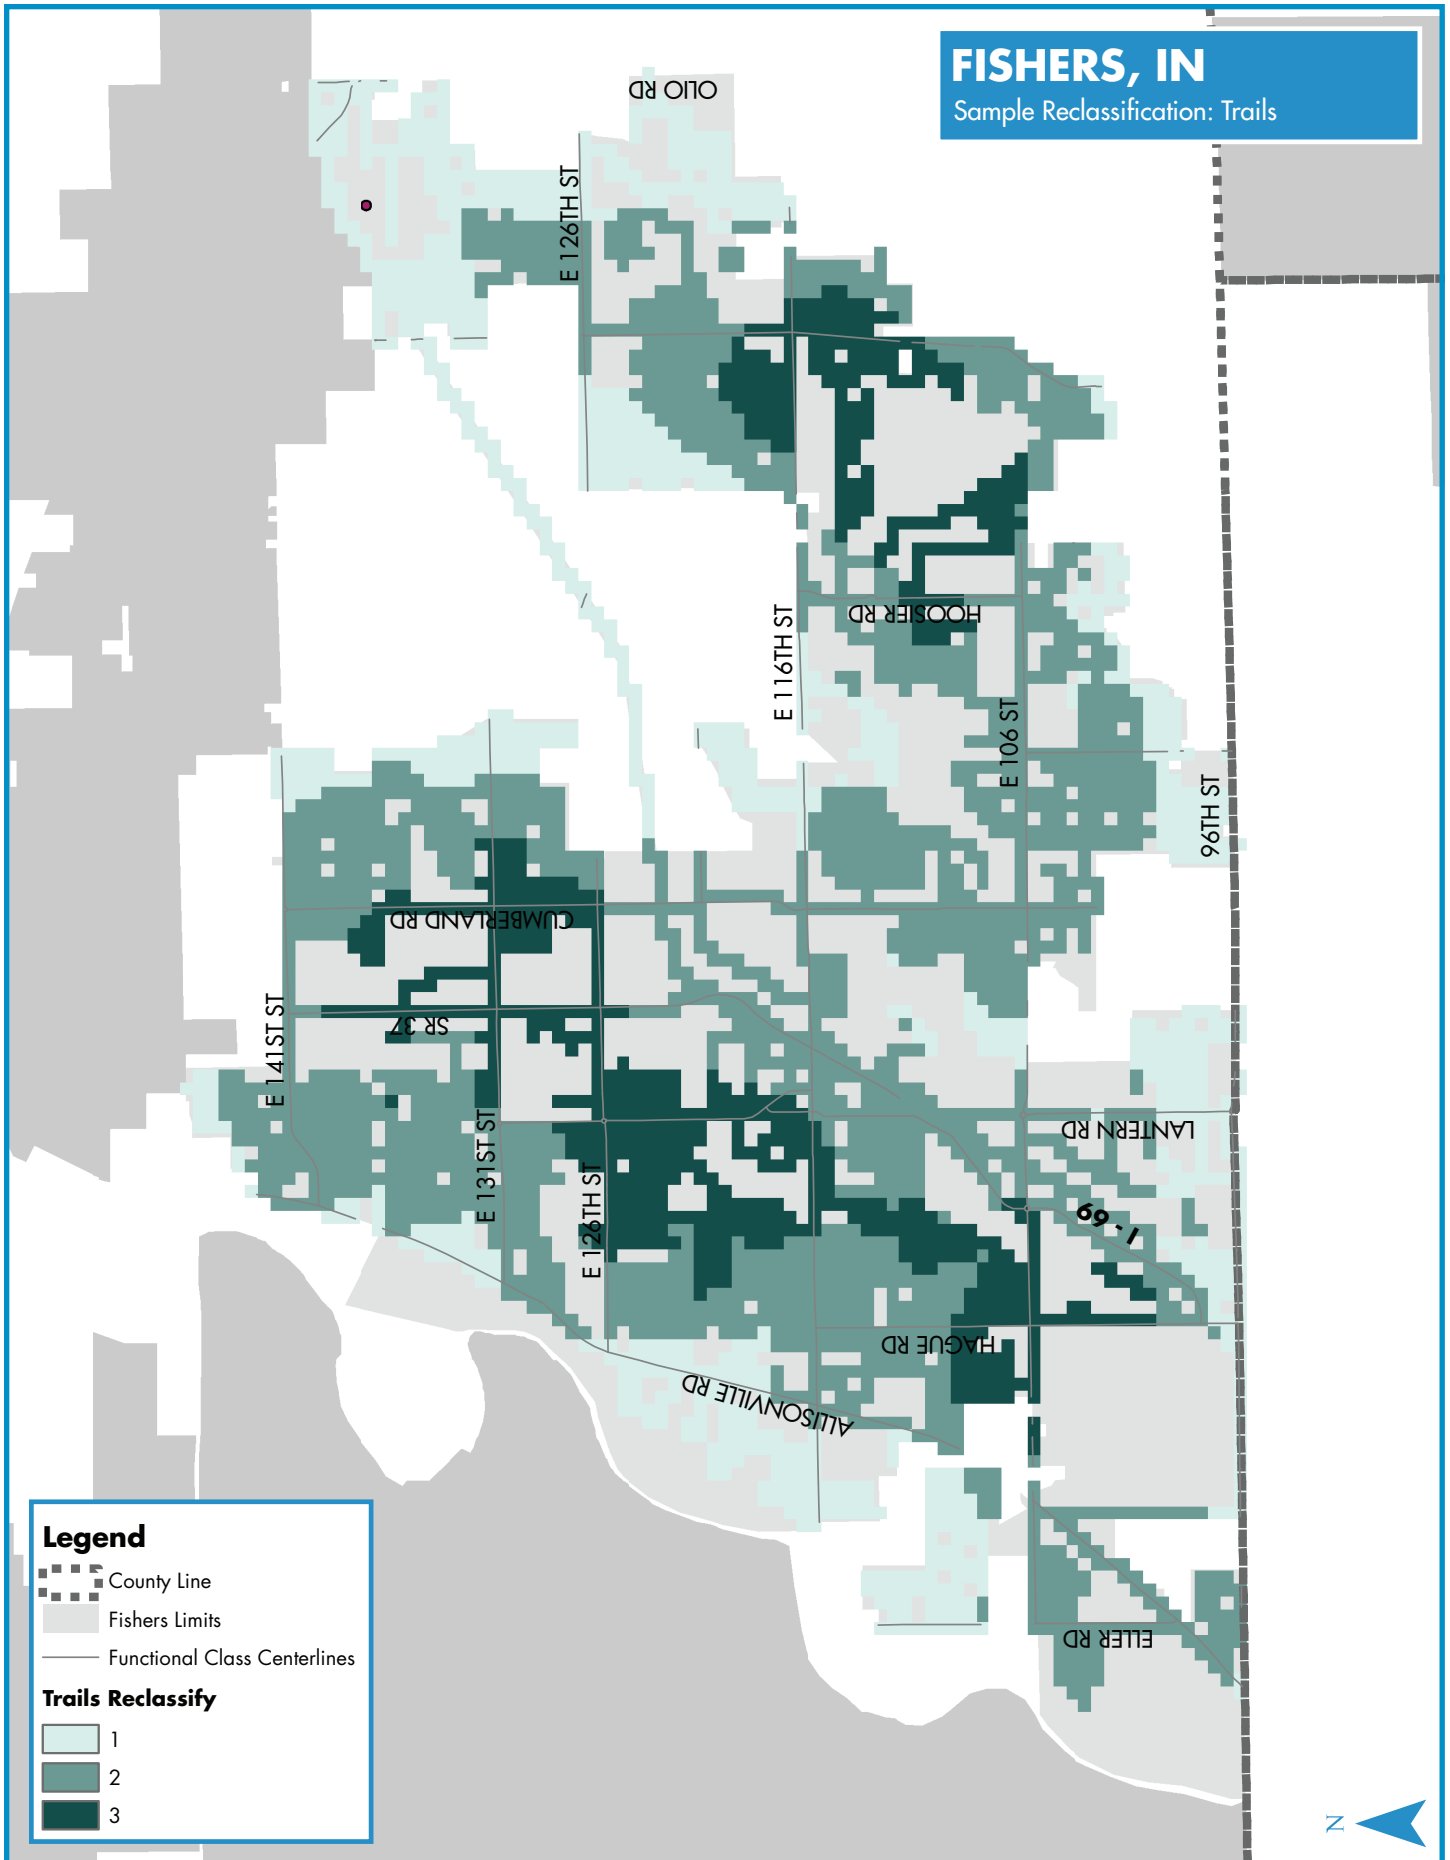 FISHERS, IN
Sample Reclassification: Trails
OLIO RD
E 126TH ST
E 116TH ST
HOOSIER RD
E 106 ST
96TH ST
CUMBERLAND RD
SR 37
E 141ST ST
E 131ST ST
E 126TH ST
LANTERN RD
I - 69
HAGUE RD
ALLISONVILLE RD
ELLER RD
Legend
County Line
Fishers Limits
Functional Class Centerlines
Trails Reclassify
1
2
3
N